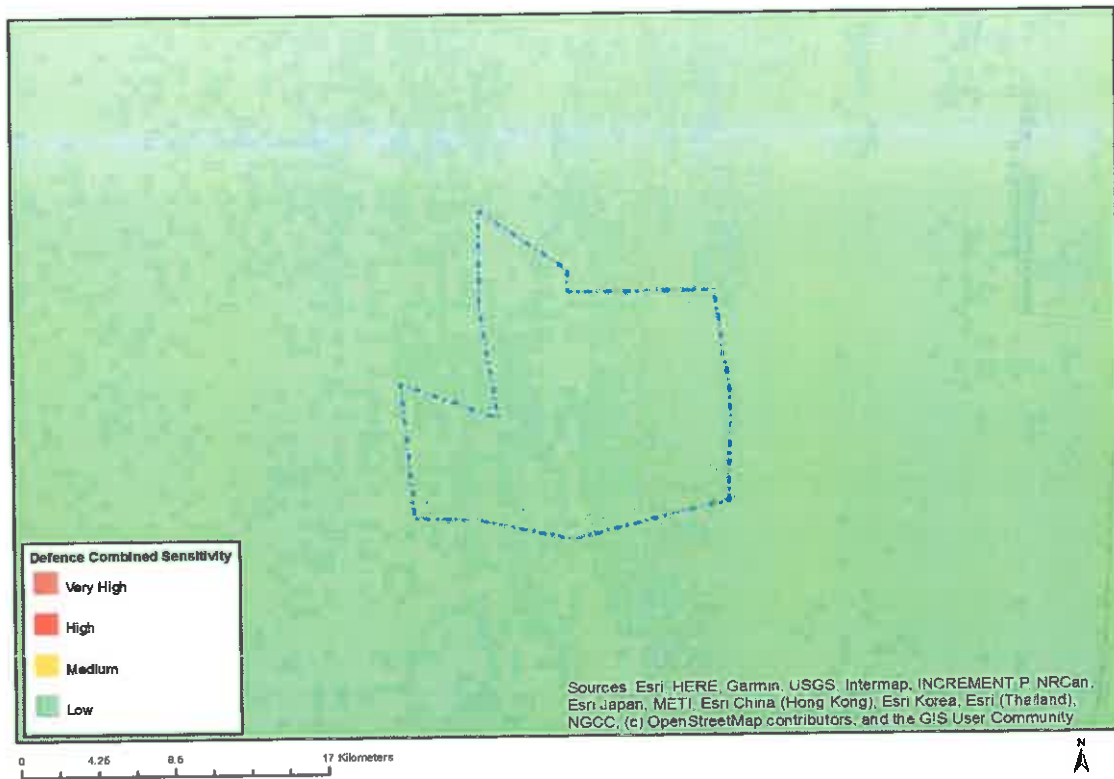 Defence Combined Sensitivity
Very High
High
Medium
Low
Sources: Esri, HERE, Garmin, USGS, Intermap, INCREMENT P, NRCan,
Esri Japan, METI, Esri China (Hong Kong), Esri Korea, Esri (Thailand),
NGCC, (c) OpenStreetMap contributors, and the GIS User Community
0 4.25 8.5 17 Kilometers
N